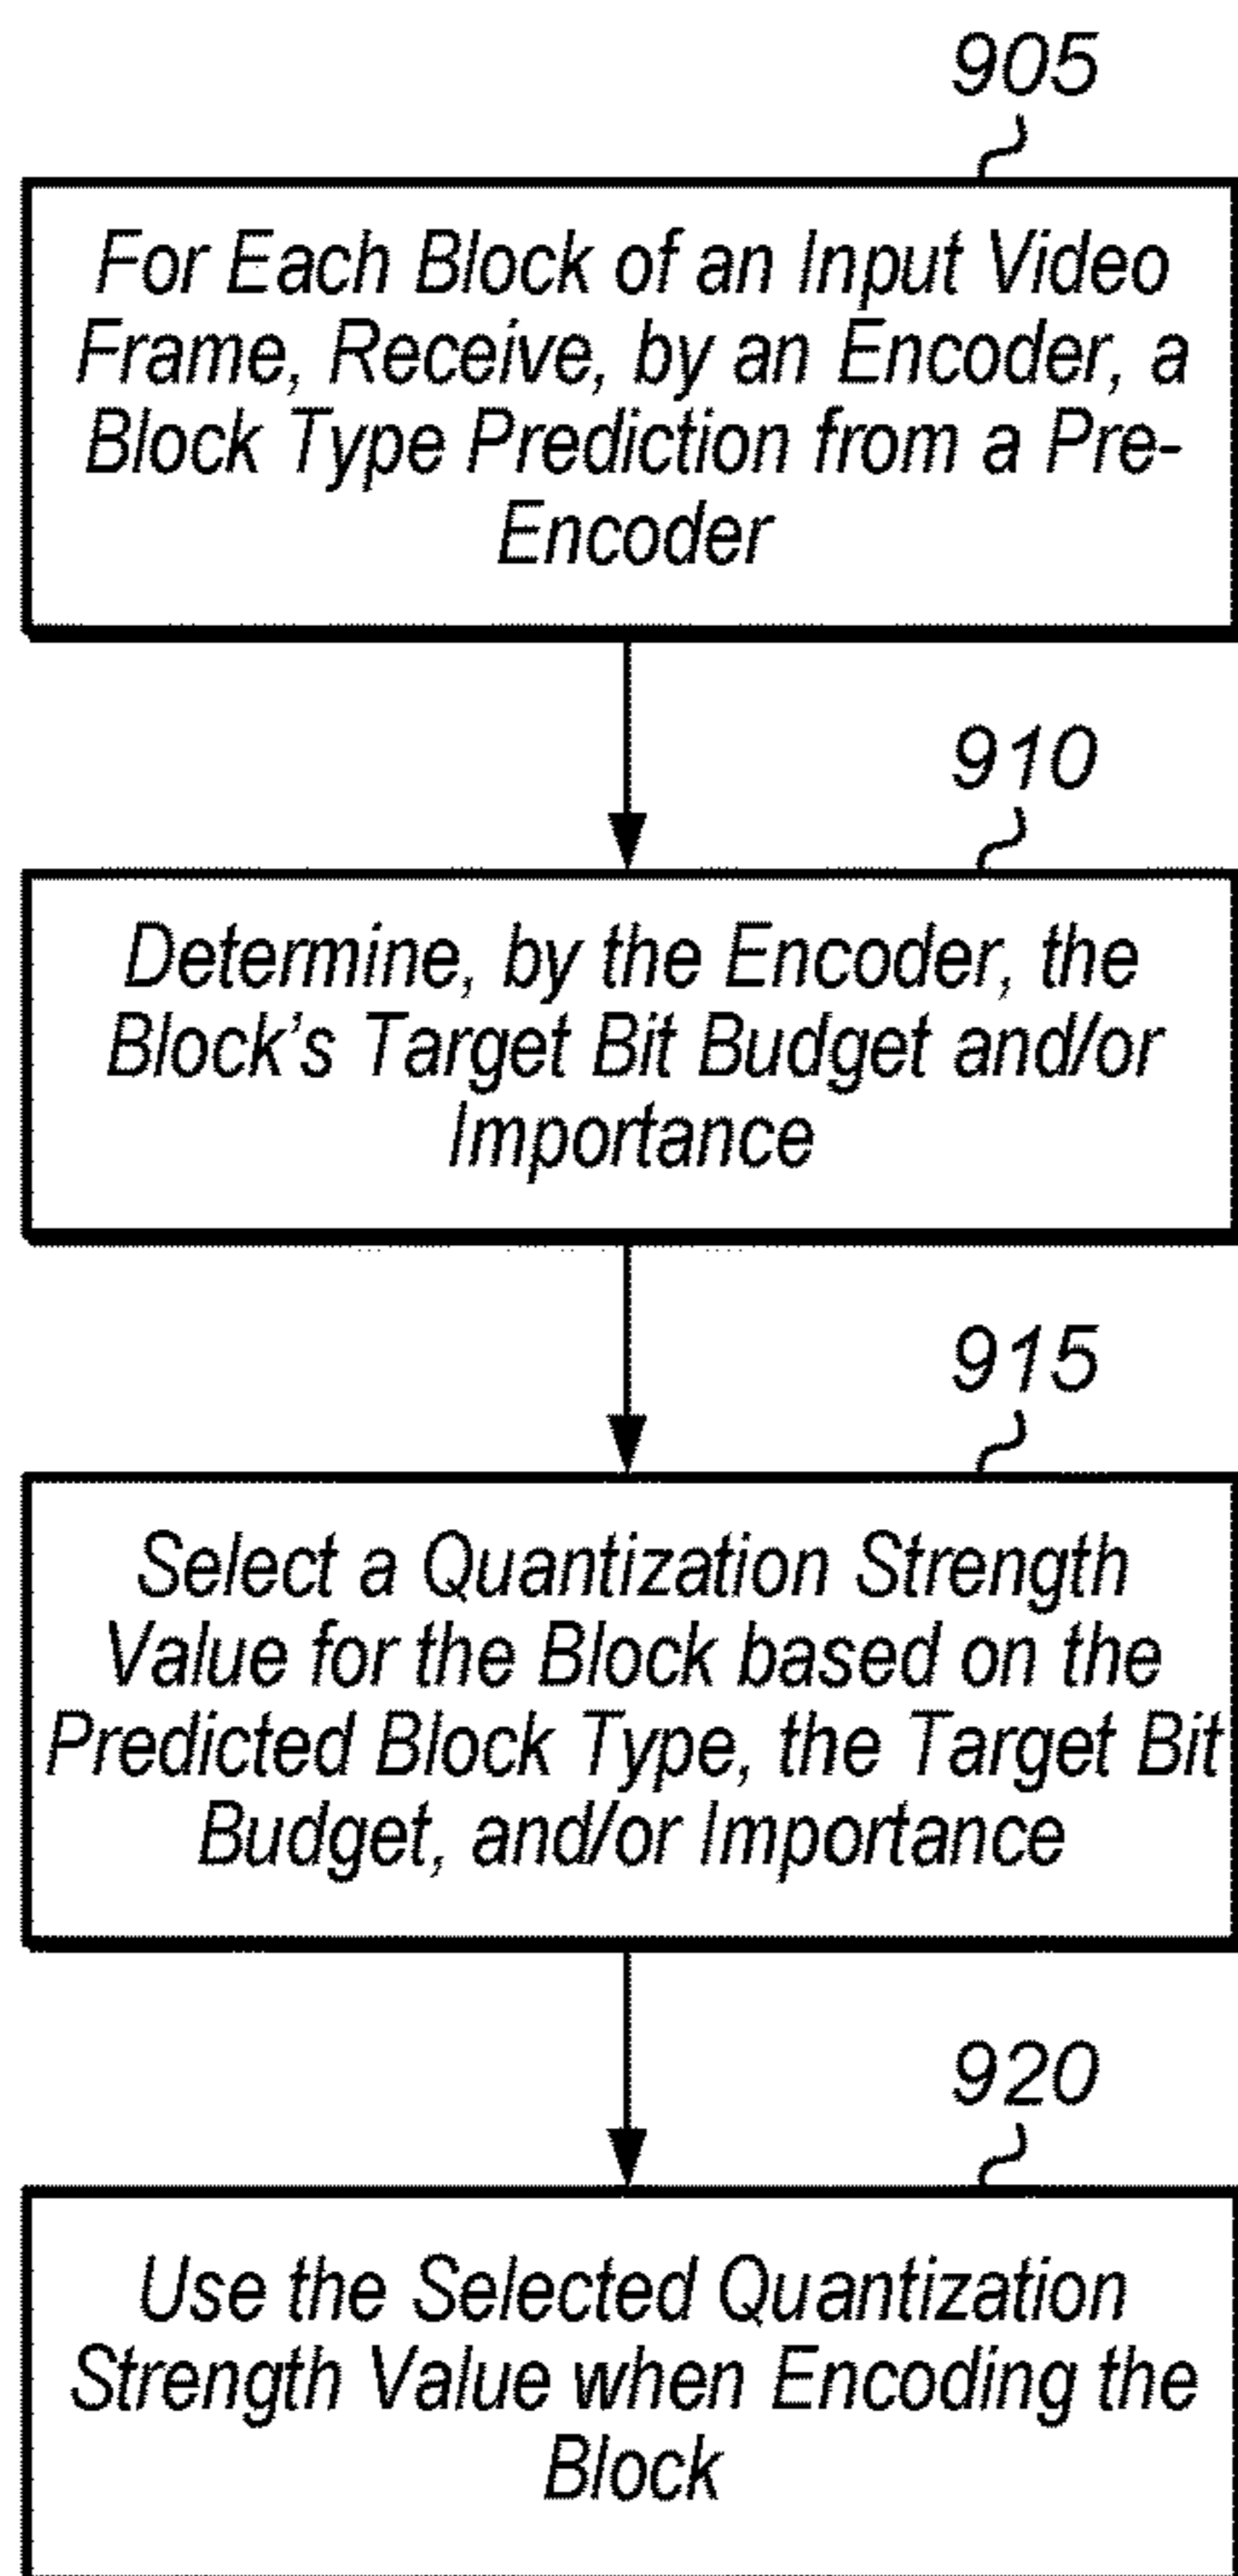 905
For Each Block of an Input Video
Frame, Receive, by an Encoder, a
Block Type Prediction from a Pre-
Encoder
910
Determine, by the Encoder, the
Block's Target Bit Budget and/or
Importance
915
Select a Quantization Strength
Value for the Block based on the
Predicted Block Type, the Target Bit
Budget, and/or Importance
920
Use the Selected Quantization
Strength Value when Encoding the
Block